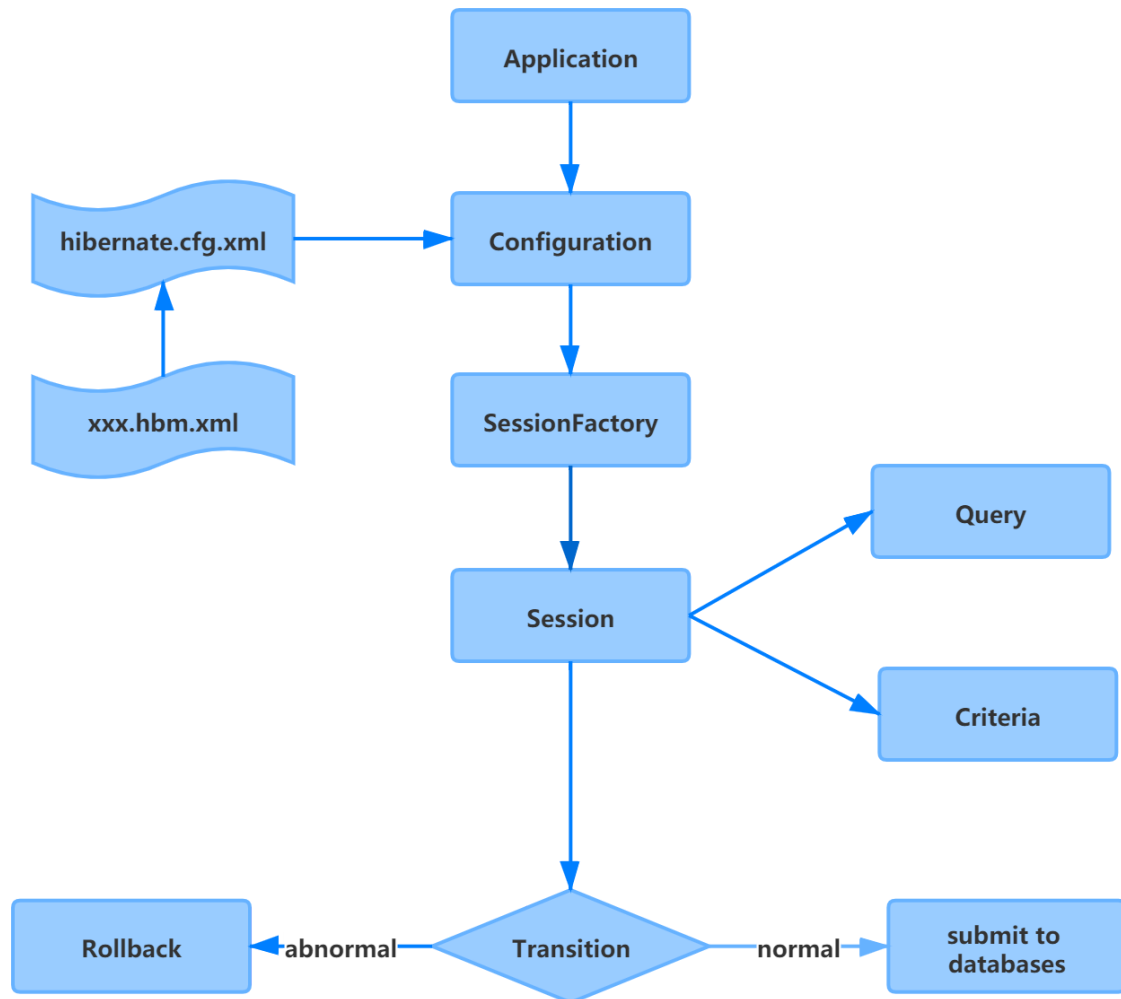 Application
hibernate.cfg.xml
Configuration
xxx.hbm.xml
SessionFactory
Query
Session
Criteria
Rollback
abnormal
Transition
normal
submit to
databases